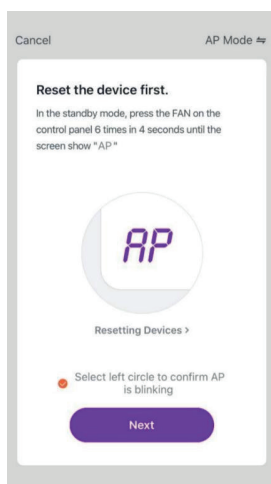 Cancel
AP Mode ⇋
Reset the device first.
In the standby mode, press the FAN on the
control panel 6 times in 4 seconds until the
screen show "AP"
AP
Resetting Devices >
Select left circle to confirm AP
is blinking
Next